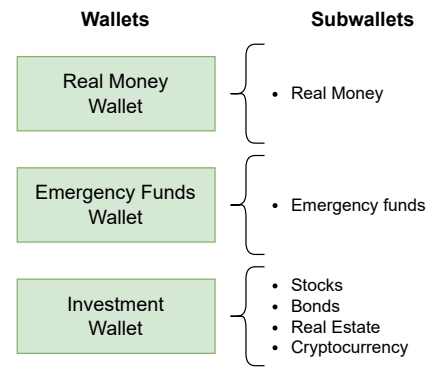 Wallets
Subwallets
Real Money
Wallet
• Real Money
Emergency Funds
Wallet
• Emergency funds
Investment
Wallet
• Stocks
• Bonds
• Real Estate
• Cryptocurrency